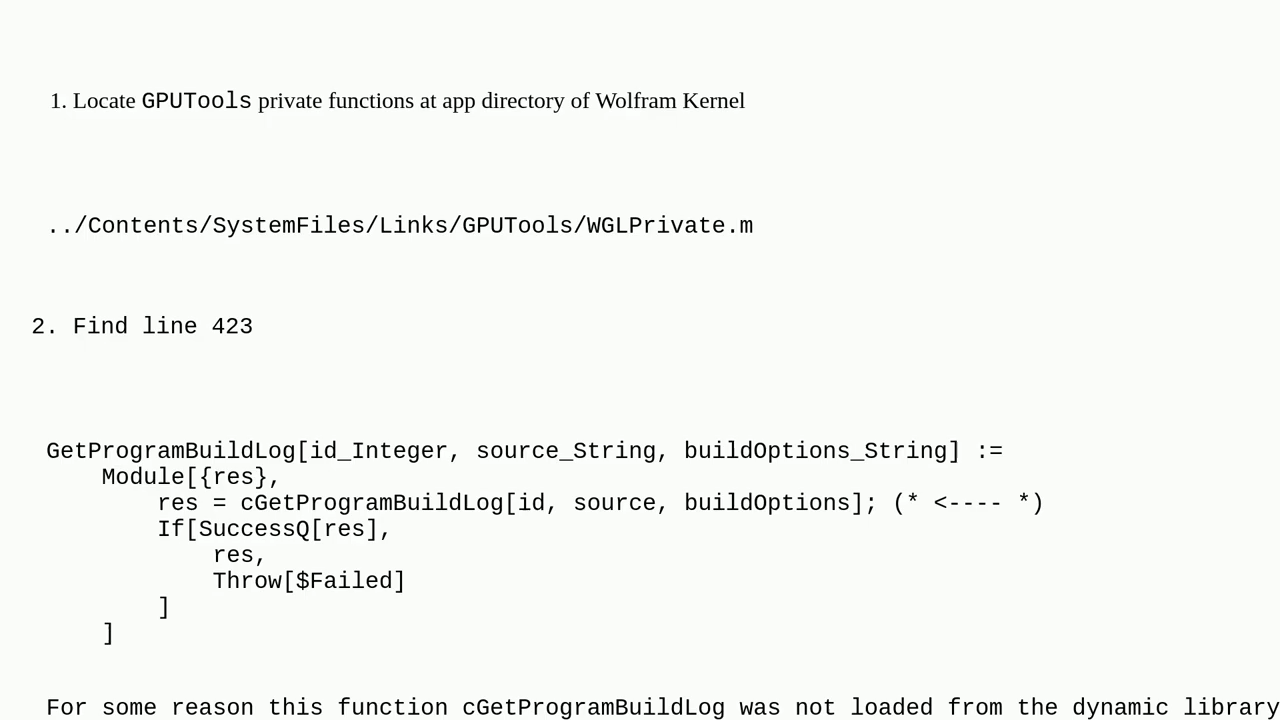 1. Locate GPUTools private functions at app directory of Wolfram Kernel
../Contents/SystemFiles/Links/GPUTools/WGLPrivate.m
2. Find line 423
GetProgramBuildLog[id_Integer, source_String, buildOptions_String] :=
    Module[{res},
        res = cGetProgramBuildLog[id, source, buildOptions]; (* <---- *)
        If[SuccessQ[res],
            res,
            Throw[$Failed]
        ]
    ]
For some reason this function cGetProgramBuildLog was not loaded from the dynamic library